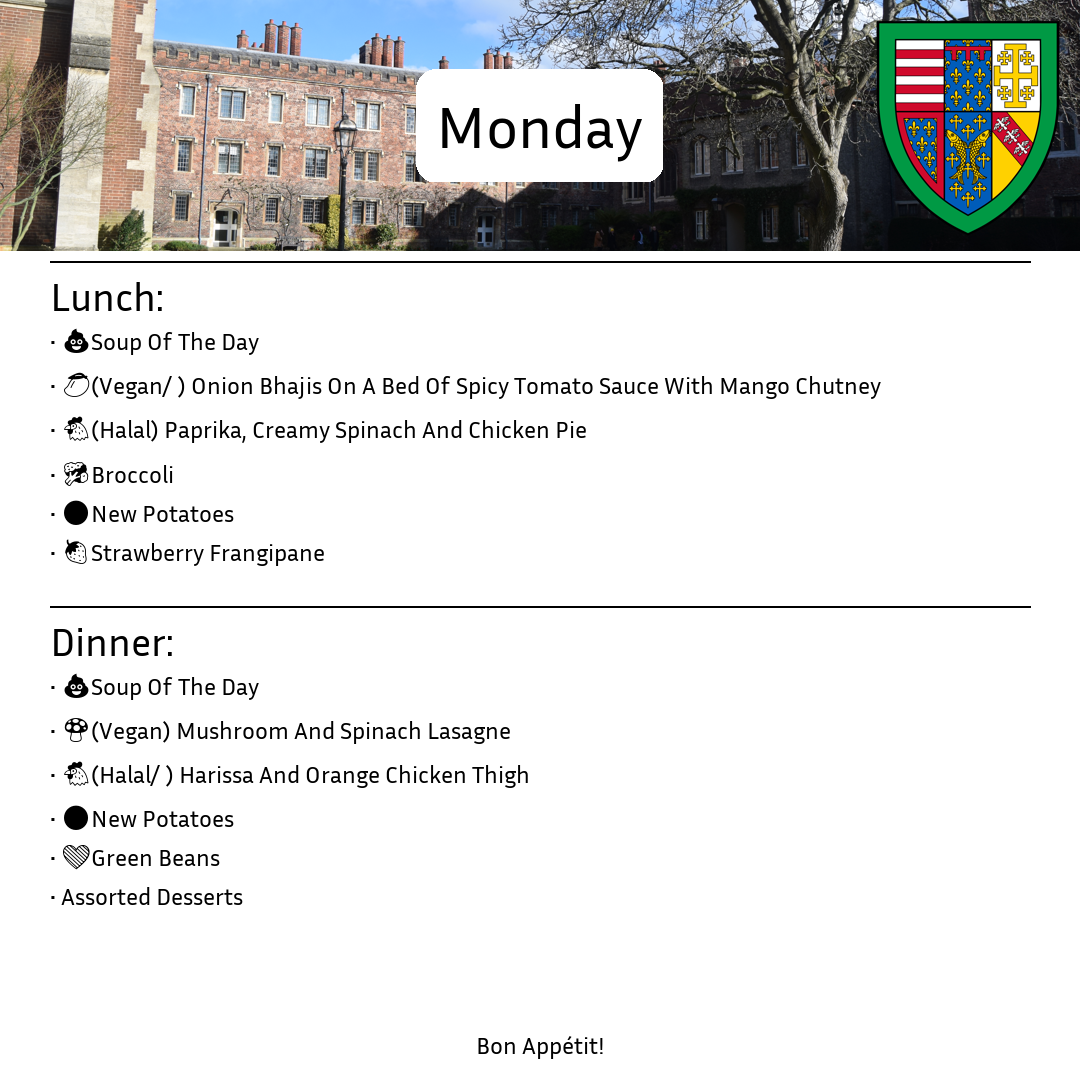 Monday
Lunch:
· 💩Soup Of The Day
· 🥭(Vegan/ ) Onion Bhajis On A Bed Of Spicy Tomato Sauce With Mango Chutney
· 🐔(Halal) Paprika, Creamy Spinach And Chicken Pie
· 🥦Broccoli
· ⚫New Potatoes
· 🍓Strawberry Frangipane
Dinner:
· 💩Soup Of The Day
· 🍄(Vegan) Mushroom And Spinach Lasagne
· 🐔(Halal/ ) Harissa And Orange Chicken Thigh
· ⚫New Potatoes
· 💚Green Beans
· Assorted Desserts
Bon Appétit!